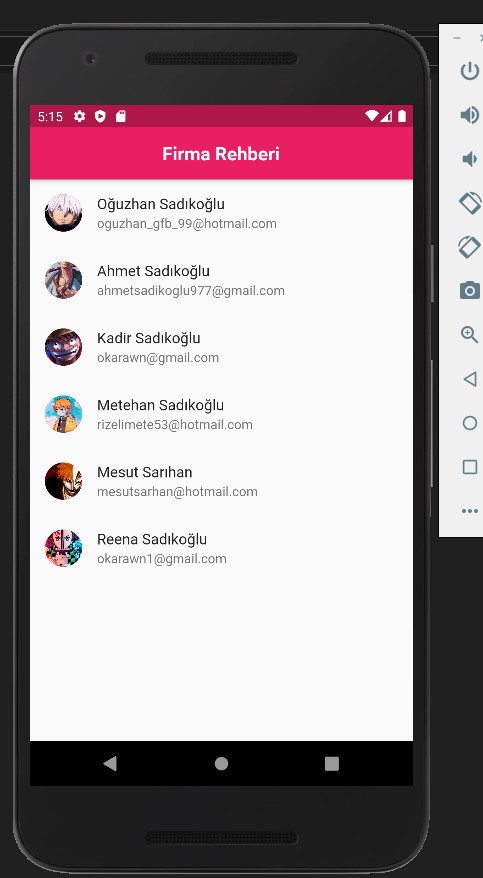 5:15
Firma Rehberi
Oğuzhan Sadıkoğlu
oguzhan_gfb_99@hotmail.com
Ahmet Sadıkoğlu
ahmetsadikoglu977@gmail.com
Kadir Sadıkoğlu
okarawn@gmail.com
Metehan Sadıkoğlu
rizelimete53@hotmail.com
Mesut Sarıhan
mesutsarhan@hotmail.com
Reena Sadıkoğlu
okarawn1@gmail.com